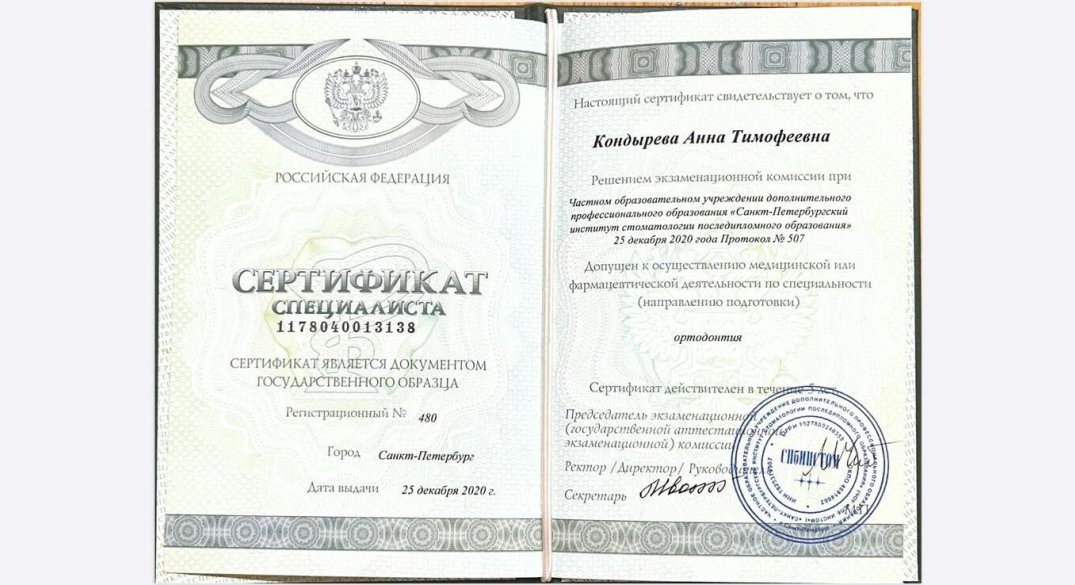 РОССИЙСКАЯ ФЕДЕРАЦИЯ
СЕРТИФИКАТ
СПЕЦИАЛИСТА
1178040013138
СЕРТИФИКАТ ЯВЛЯЕТСЯ ДОКУМЕНТОМ
ГОСУДАРСТВЕННОГО ОБРАЗЦА
Регистрационный № 480
Город Санкт-Петербург
Дата выдачи 25 декабря 2020 г.
Настоящий сертификат свидетельствует о том, что
Кондырева Анна Тимофеевна
Решением экзаменационной комиссии при
Частном образовательном учреждении дополнительного
профессионального образования «Санкт-Петербургский
институт стоматологии последипломного образования»
25 декабря 2020 года Протокол № 507
Допущен к осуществлению медицинской или
фармацевтической деятельности по специальности
(направлению подготовки)
ортодонтия
Сертификат действителен в течение 5 лет.
Председатель экзаменационной
(государственной аттестационной
экзаменационной) комиссии
Ректор /Директор/ Руководитель
Секретарь
СПбИНСТОМ